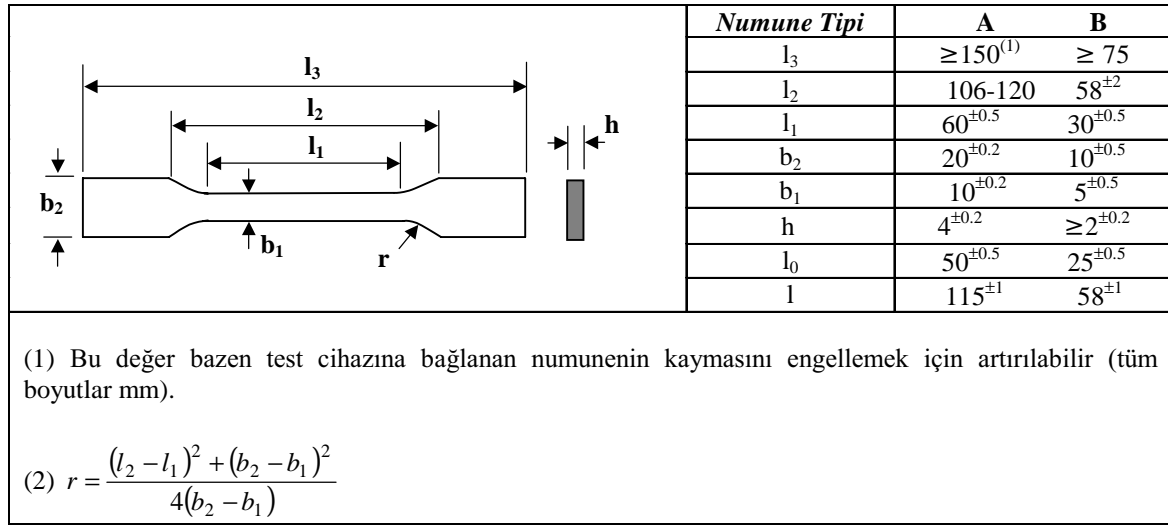 l₃
l₂
l₁
h
b₂
b₁
r
Numune Tipi A B
l₃ ≥150⁽¹⁾ ≥ 75
l₂ 106-120 58^±2
l₁ 60^±0.5 30^±0.5
b₂ 20^±0.2 10^±0.5
b₁ 10^±0.2 5^±0.5
h 4^±0.2 ≥2^±0.2
l₀ 50^±0.5 25^±0.5
l 115^±1 58^±1
(1) Bu değer bazen test cihazına bağlanan numunenin kaymasını engellemek için artırılabilir (tüm
boyutlar mm).
(2) r = ((l₂ − l₁)² + (b₂ − b₁)²) / (4(b₂ − b₁))